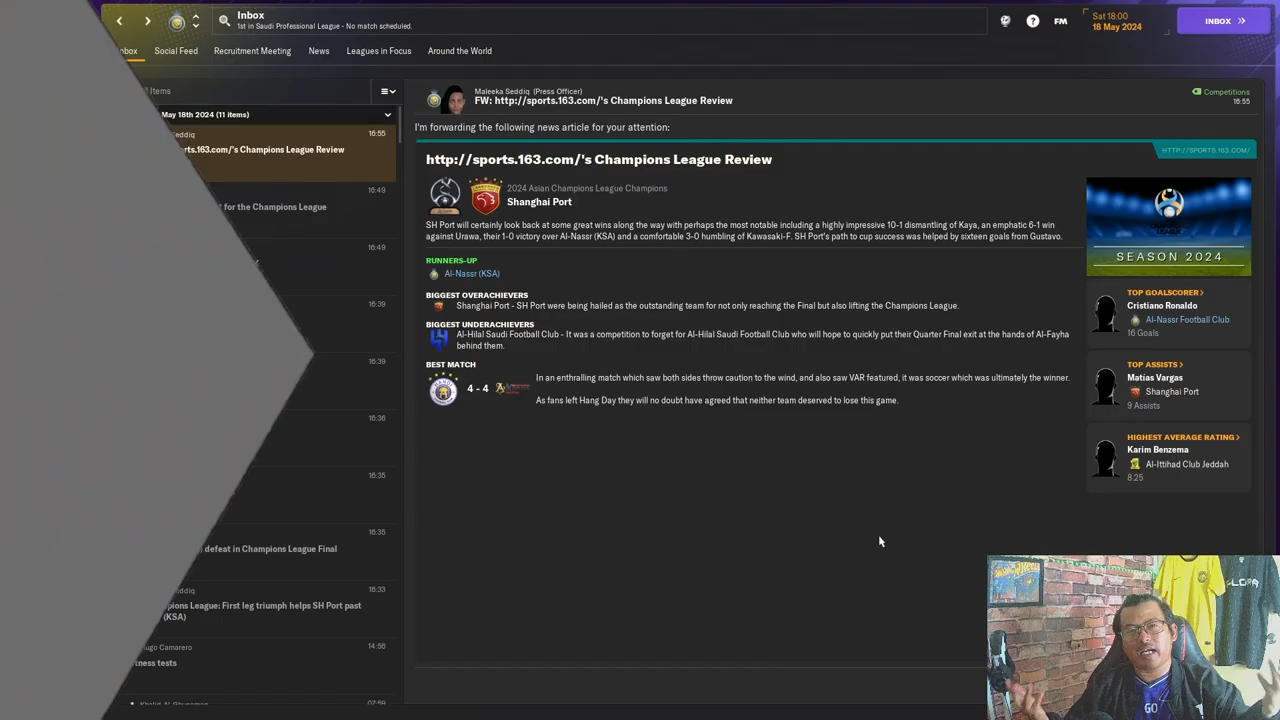 Inbox
1st in Saudi Professional League - No match scheduled.
FM
Sat 18:00
18 May 2024
INBOX
Social Feed
Recruitment Meeting
News
Leagues in Focus
Around the World
Items
May 18th 2024 (11 items)
16:55
Champions League Review
16:49
for the Champions League
16:49
16:39
16:39
16:36
16:35
16:35
defeat in Champions League Final
16:33
League: First leg triumph helps SH Port past
(KSA)
Camarero
14:56
tests
07:59
Maleeka Seddiq (Press Officer)
FW: http://sports.163.com/'s Champions League Review
Competitions
16:55
I'm forwarding the following news article for your attention:
HTTP://SPORTS.163.COM/
http://sports.163.com/'s Champions League Review
2024 Asian Champions League Champions
Shanghai Port
SH Port will certainly look back at some great wins along the way with perhaps the most notable including a highly impressive 10-1 dismantling of Kaya, an emphatic 6-1 win
against Urawa, their 1-0 victory over Al-Nassr (KSA) and a comfortable 3-0 humbling of Kawasaki-F. SH Port's path to cup success was helped by sixteen goals from Gustavo.
RUNNERS-UP
Al-Nassr (KSA)
BIGGEST OVERACHIEVERS
Shanghai Port - SH Port were being hailed as the outstanding team for not only reaching the Final but also lifting the Champions League.
BIGGEST UNDERACHIEVERS
Al-Hilal Saudi Football Club - It was a competition to forget for Al-Hilal Saudi Football Club who will hope to quickly put their Quarter Final exit at the hands of Al-Fayha
behind them.
BEST MATCH
4 - 4
In an enthralling match which saw both sides throw caution to the wind, and also saw VAR featured, it was soccer which was ultimately the winner.
As fans left Hang Day they will no doubt have agreed that neither team deserved to lose this game.
SEASON 2024
TOP GOALSCORER
Cristiano Ronaldo
Al-Nassr Football Club
16 Goals
TOP ASSISTS
Matías Vargas
Shanghai Port
9 Assists
HIGHEST AVERAGE RATING
Karim Benzema
Al-Ittihad Club Jeddah
8.25